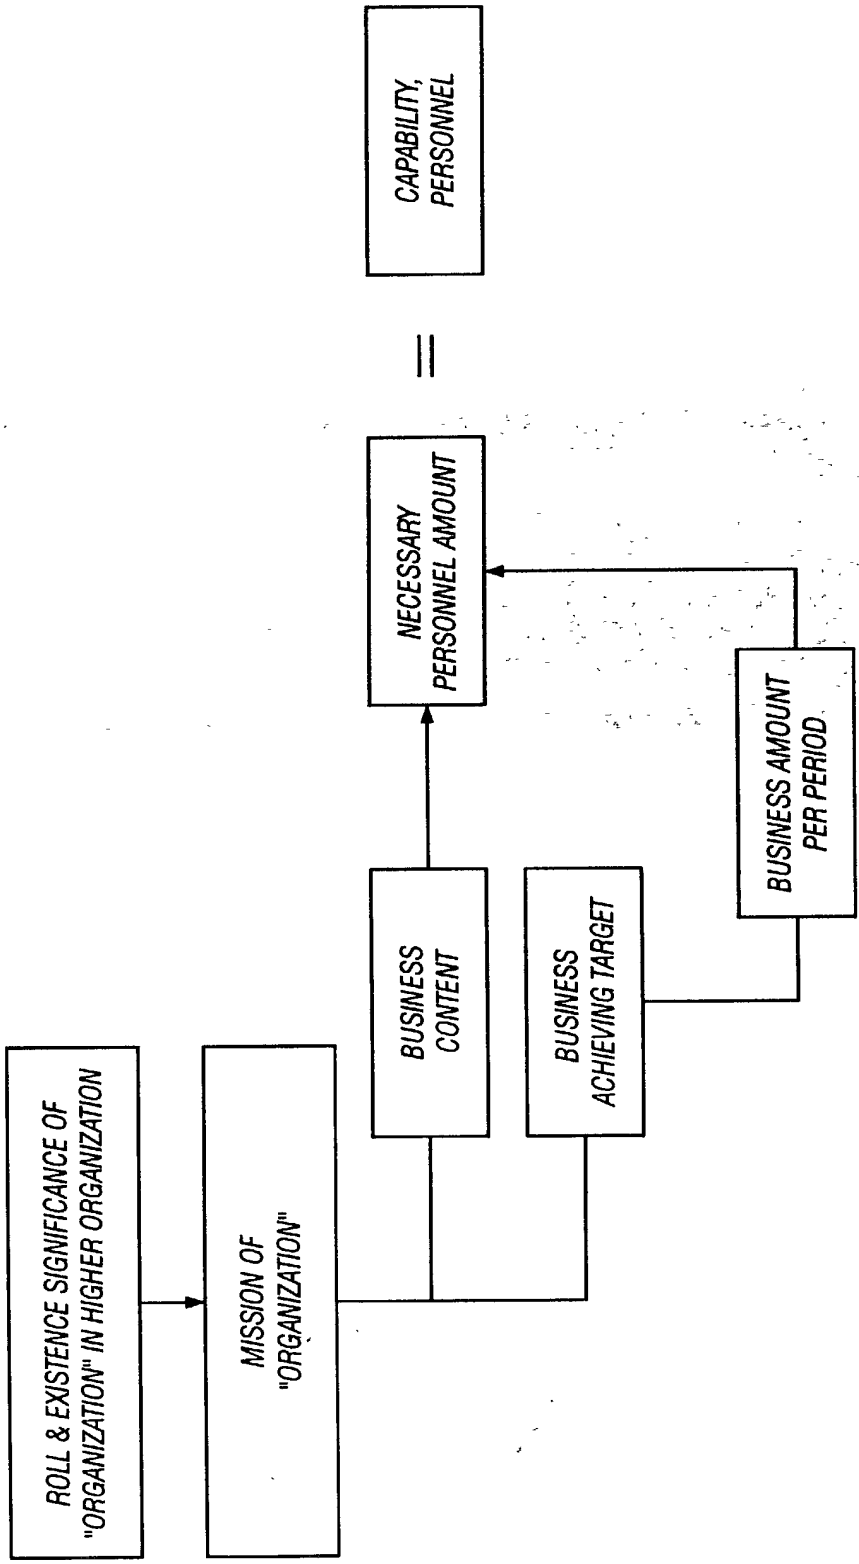 ROLL & EXISTENCE SIGNIFICANCE OF
"ORGANIZATION" IN HIGHER ORGANIZATION
MISSION OF
"ORGANIZATION"
BUSINESS
CONTENT
NECESSARY
PERSONNEL AMOUNT
=
CAPABILITY,
PERSONNEL
BUSINESS
ACHIEVING TARGET
BUSINESS AMOUNT
PER PERIOD